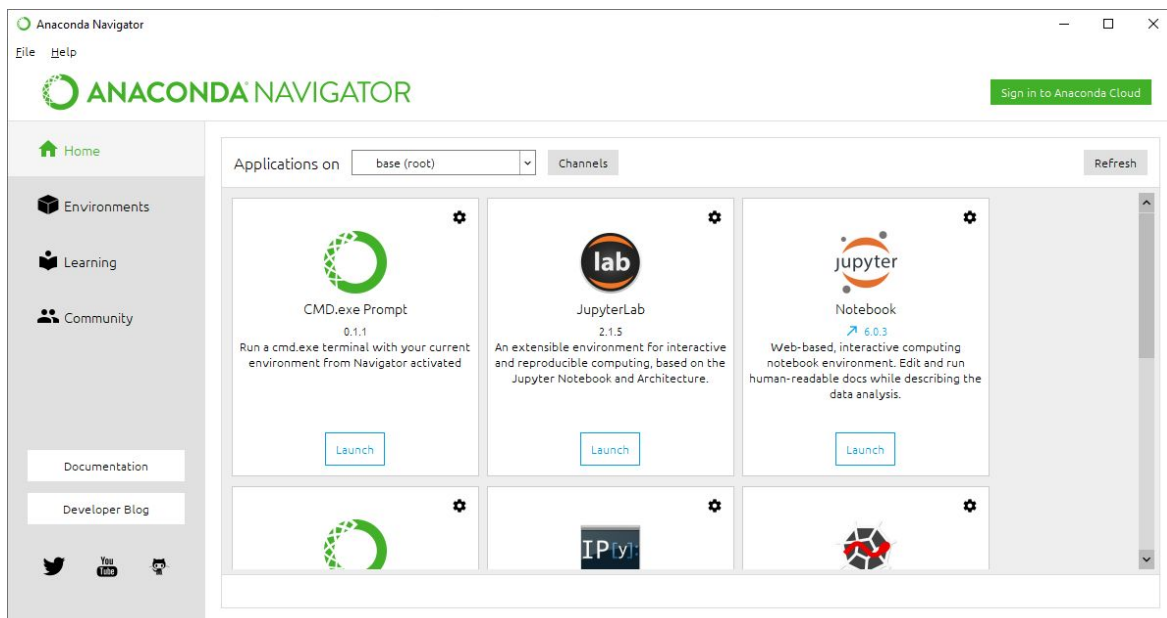 Anaconda Navigator
File Help
ANACONDA NAVIGATOR
Sign in to Anaconda Cloud
Home
Environments
Learning
Community
Documentation
Developer Blog
You
Tube
Applications on base (root) Channels Refresh
CMD.exe Prompt
0.1.1
Run a cmd.exe terminal with your current
environment from Navigator activated
Launch
lab
JupyterLab
2.1.5
An extensible environment for interactive
and reproducible computing, based on the
Jupyter Notebook and Architecture.
Launch
jupyter
Notebook
6.0.3
Web-based, interactive computing
notebook environment. Edit and run
human-readable docs while describing the
data analysis.
Launch
IP[y]: